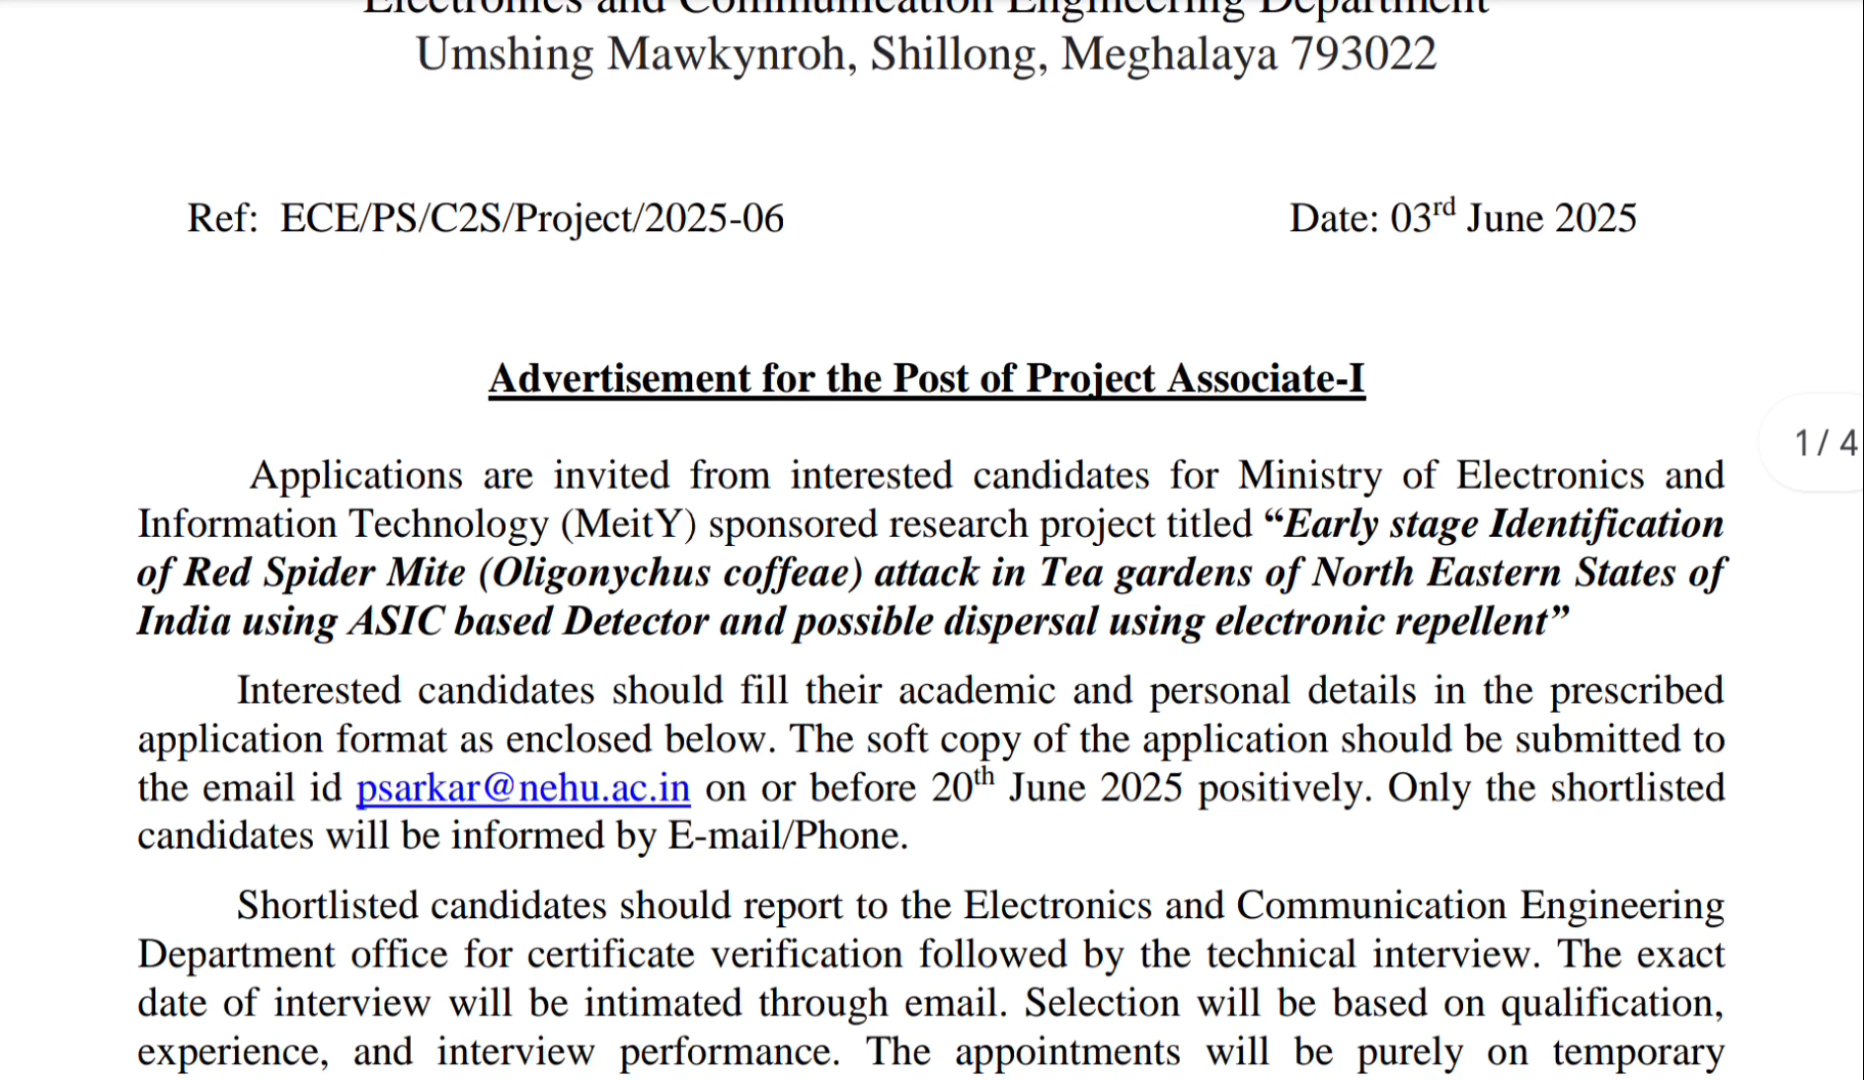 Electronics and Communication Engineering Department
Umshing Mawkynroh, Shillong, Meghalaya 793022
Ref: ECE/PS/C2S/Project/2025-06 Date: 03rd June 2025
Advertisement for the Post of Project Associate-I
1/ 4
Applications are invited from interested candidates for Ministry of Electronics and
Information Technology (MeitY) sponsored research project titled “Early stage Identification
of Red Spider Mite (Oligonychus coffeae) attack in Tea gardens of North Eastern States of
India using ASIC based Detector and possible dispersal using electronic repellent”
Interested candidates should fill their academic and personal details in the prescribed
application format as enclosed below. The soft copy of the application should be submitted to
the email id psarkar@nehu.ac.in on or before 20th June 2025 positively. Only the shortlisted
candidates will be informed by E-mail/Phone.
Shortlisted candidates should report to the Electronics and Communication Engineering
Department office for certificate verification followed by the technical interview. The exact
date of interview will be intimated through email. Selection will be based on qualification,
experience, and interview performance. The appointments will be purely on temporary